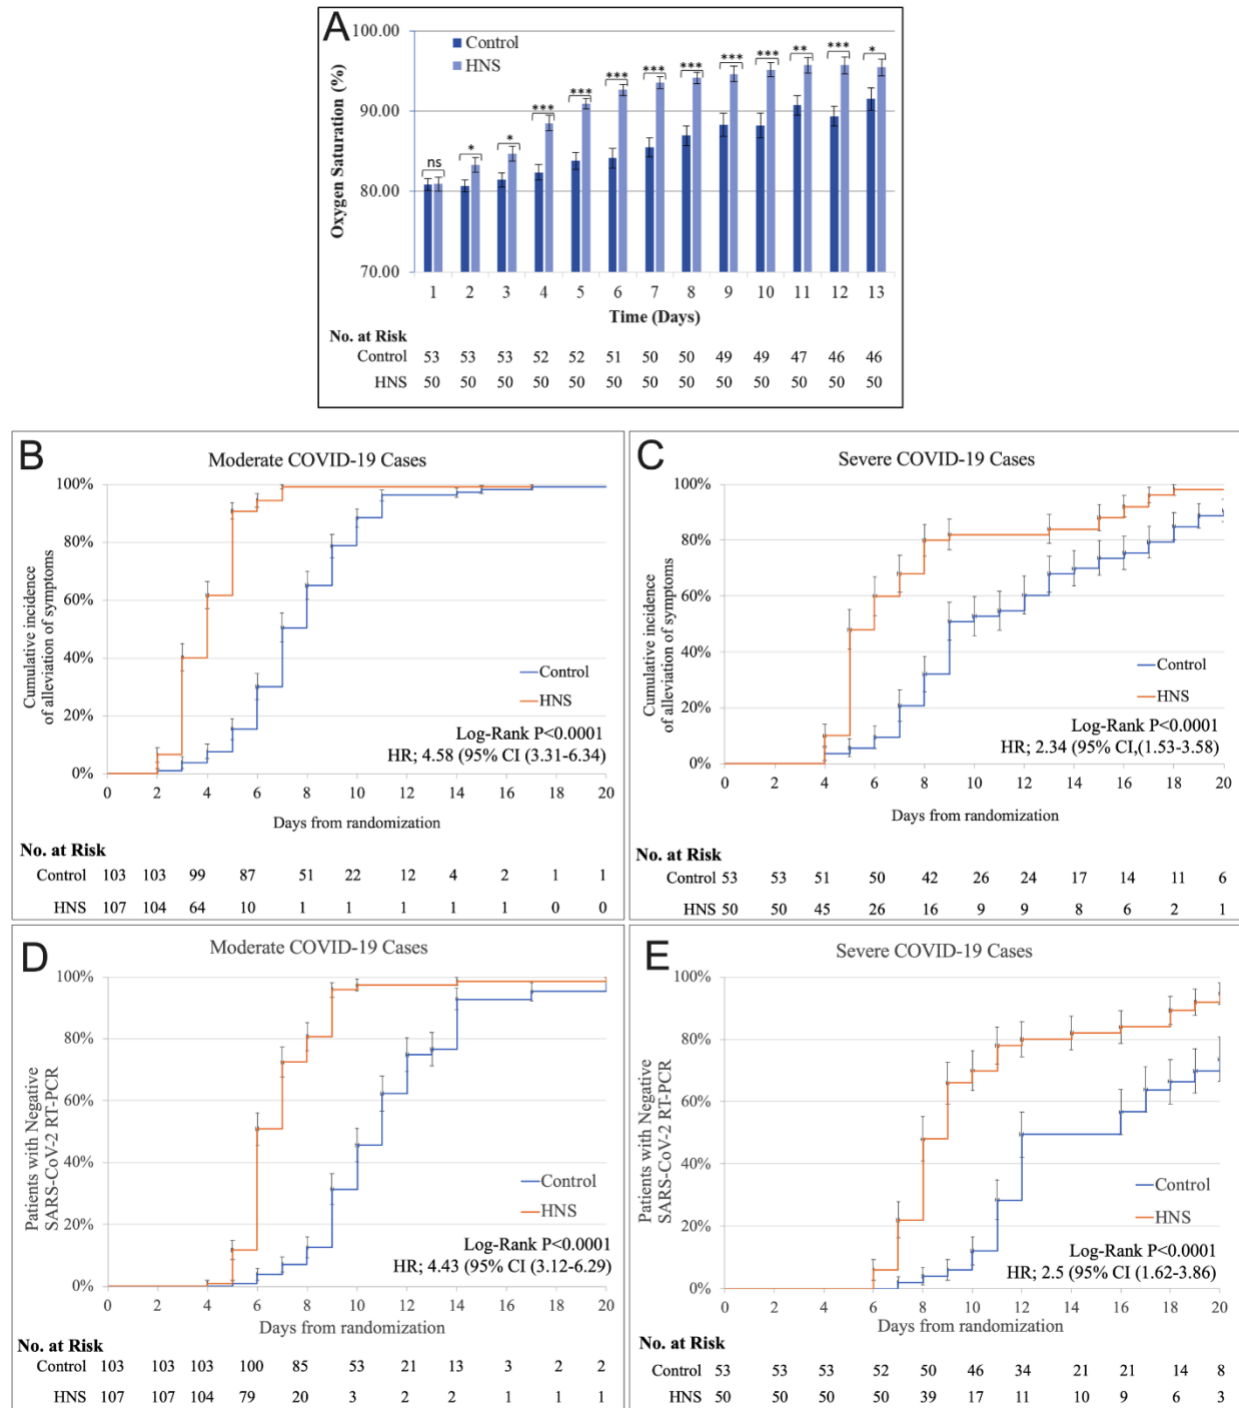 A
100.00
90.00
80.00
70.00
Oxygen Saturation (%)
Control
HNS
ns * * *** *** *** *** *** *** *** ** *** *
1 2 3 4 5 6 7 8 9 10 11 12 13
Time (Days)
No. at Risk
Control 53 53 53 52 52 51 50 50 49 49 47 46 46
HNS 50 50 50 50 50 50 50 50 50 50 50 50 50
B
Moderate COVID-19 Cases
100%
80%
60%
40%
20%
0%
Cumulative incidence
of alleviation of symptoms
Control
HNS
Log-Rank P<0.0001
HR; 4.58 (95% CI (3.31-6.34)
0 2 4 6 8 10 12 14 16 18 20
Days from randomization
No. at Risk
Control 103 103 99 87 51 22 12 4 2 1 1
HNS 107 104 64 10 1 1 1 1 1 0 0
C
Severe COVID-19 Cases
100%
80%
60%
40%
20%
0%
Cumulative incidence
of alleviation of symptoms
Control
HNS
Log-Rank P<0.0001
HR; 2.34 (95% CI,(1.53-3.58)
0 2 4 6 8 10 12 14 16 18 20
Days from randomization
No. at Risk
Control 53 53 51 50 42 26 24 17 14 11 6
HNS 50 50 45 26 16 9 9 8 6 2 1
D
Moderate COVID-19 Cases
100%
80%
60%
40%
20%
0%
Patients with Negative
SARS-CoV-2 RT-PCR
Control
HNS
Log-Rank P<0.0001
HR; 4.43 (95% CI (3.12-6.29)
0 2 4 6 8 10 12 14 16 18 20
Days from randomization
No. at Risk
Control 103 103 103 100 85 53 21 13 3 2 2
HNS 107 107 104 79 20 3 2 2 1 1 1
E
Severe COVID-19 Cases
100%
80%
60%
40%
20%
0%
Patients with Negative
SARS-CoV-2 RT-PCR
Control
HNS
Log-Rank P<0.0001
HR; 2.5 (95% CI (1.62-3.86)
0 2 4 6 8 10 12 14 16 18 20
Days from randomization
No. at Risk
Control 53 53 53 52 50 46 34 21 21 14 8
HNS 50 50 50 50 39 17 11 10 9 6 3